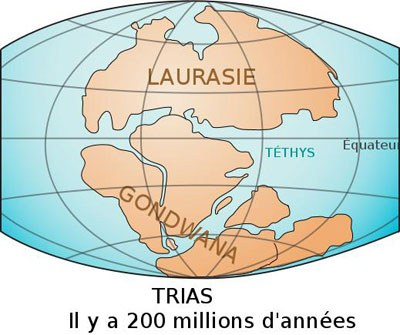 LAURASIE
Équateur
TÉTHYS
GONDWANA
TRIAS
Il y a 200 millions d'années